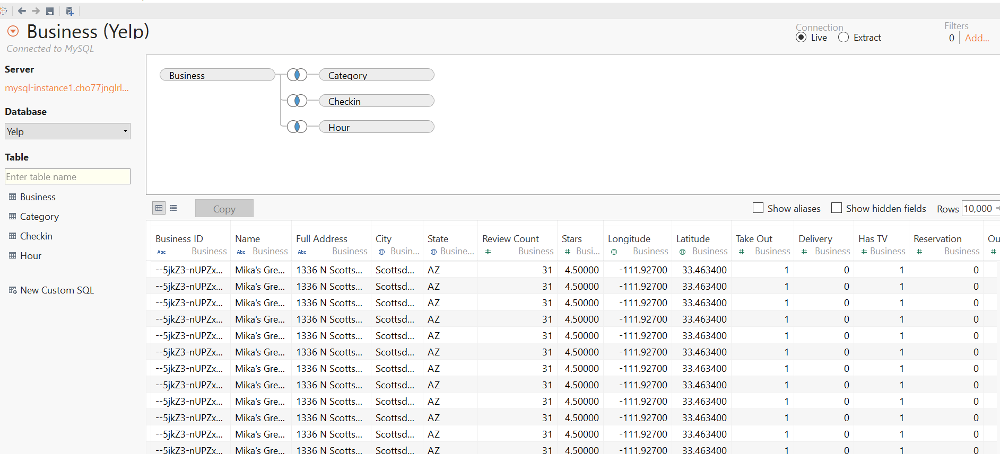 Business (Yelp)
Connected to MySQL
Connection
Live Extract
Filters
0 Add...
Server
mysql-instance1.cho77jnglrl...
Database
Yelp
Table
Enter table name
Business
Category
Checkin
Hour
New Custom SQL
Business
Category
Checkin
Hour
Copy
Show aliases Show hidden fields Rows 10,000
Business ID Name Full Address City State Review Count Stars Longitude Latitude Take Out Delivery Has TV Reservation Ou
Abc Business Abc Business Abc Business Busin... Busine... # Business # Busi... Business Business # Business # Business # Business # Business #
--5jkZ3-nUPZx... Mika's Gre... 1336 N Scotts... Scottsd... AZ 31 4.50000 -111.92700 33.463400 1 0 1 0
--5jkZ3-nUPZx... Mika's Gre... 1336 N Scotts... Scottsd... AZ 31 4.50000 -111.92700 33.463400 1 0 1 0
--5jkZ3-nUPZx... Mika's Gre... 1336 N Scotts... Scottsd... AZ 31 4.50000 -111.92700 33.463400 1 0 1 0
--5jkZ3-nUPZx... Mika's Gre... 1336 N Scotts... Scottsd... AZ 31 4.50000 -111.92700 33.463400 1 0 1 0
--5jkZ3-nUPZx... Mika's Gre... 1336 N Scotts... Scottsd... AZ 31 4.50000 -111.92700 33.463400 1 0 1 0
--5jkZ3-nUPZx... Mika's Gre... 1336 N Scotts... Scottsd... AZ 31 4.50000 -111.92700 33.463400 1 0 1 0
--5jkZ3-nUPZx... Mika's Gre... 1336 N Scotts... Scottsd... AZ 31 4.50000 -111.92700 33.463400 1 0 1 0
--5jkZ3-nUPZx... Mika's Gre... 1336 N Scotts... Scottsd... AZ 31 4.50000 -111.92700 33.463400 1 0 1 0
--5jkZ3-nUPZx... Mika's Gre... 1336 N Scotts... Scottsd... AZ 31 4.50000 -111.92700 33.463400 1 0 1 0
--5jkZ3-nUPZx... Mika's Gre... 1336 N Scotts... Scottsd... AZ 31 4.50000 -111.92700 33.463400 1 0 1 0
--5jkZ3-nUPZx... Mika's Gre... 1336 N Scotts... Scottsd... AZ 31 4.50000 -111.92700 33.463400 1 0 1 0
--5jkZ3-nUPZx... Mika's Gre... 1336 N Scotts... Scottsd... AZ 31 4.50000 -111.92700 33.463400 1 0 1 0